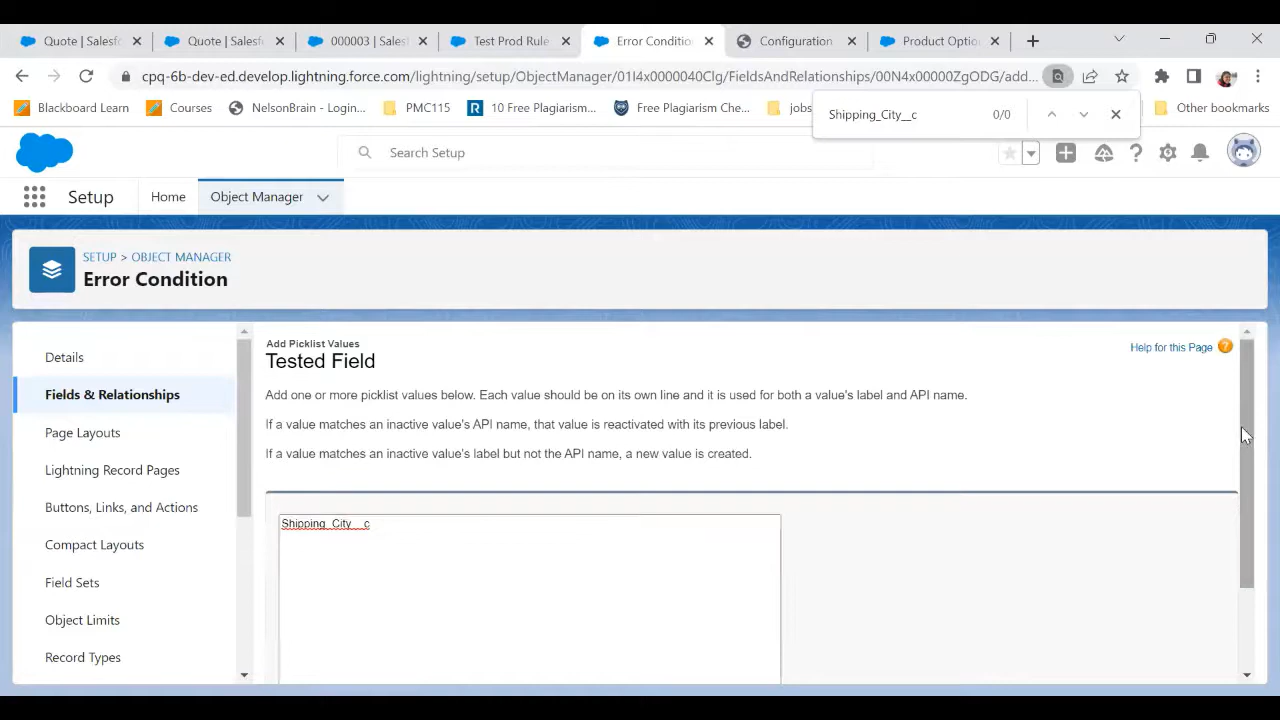 Quote | Salesfo
Quote | Salesfo
000003 | Sales
Test Prod Rule
Error Conditio
Configuration
Product Optio
cpq-6b-dev-ed.develop.lightning.force.com/lightning/setup/ObjectManager/01I4x0000040Clg/FieldsAndRelationships/00N4x00000ZgODG/add...
Blackboard Learn
Courses
NelsonBrain - Login...
PMC115
10 Free Plagiarism...
Free Plagiarism Che...
jobs
Other bookmarks
Shipping_City__c
0/0
Search Setup
Setup
Home
Object Manager
SETUP > OBJECT MANAGER
Error Condition
Details
Fields & Relationships
Page Layouts
Lightning Record Pages
Buttons, Links, and Actions
Compact Layouts
Field Sets
Object Limits
Record Types
Add Picklist Values
Tested Field
Help for this Page
Add one or more picklist values below. Each value should be on its own line and it is used for both a value's label and API name.
If a value matches an inactive value's API name, that value is reactivated with its previous label.
If a value matches an inactive value's label but not the API name, a new value is created.
Shipping_City__c